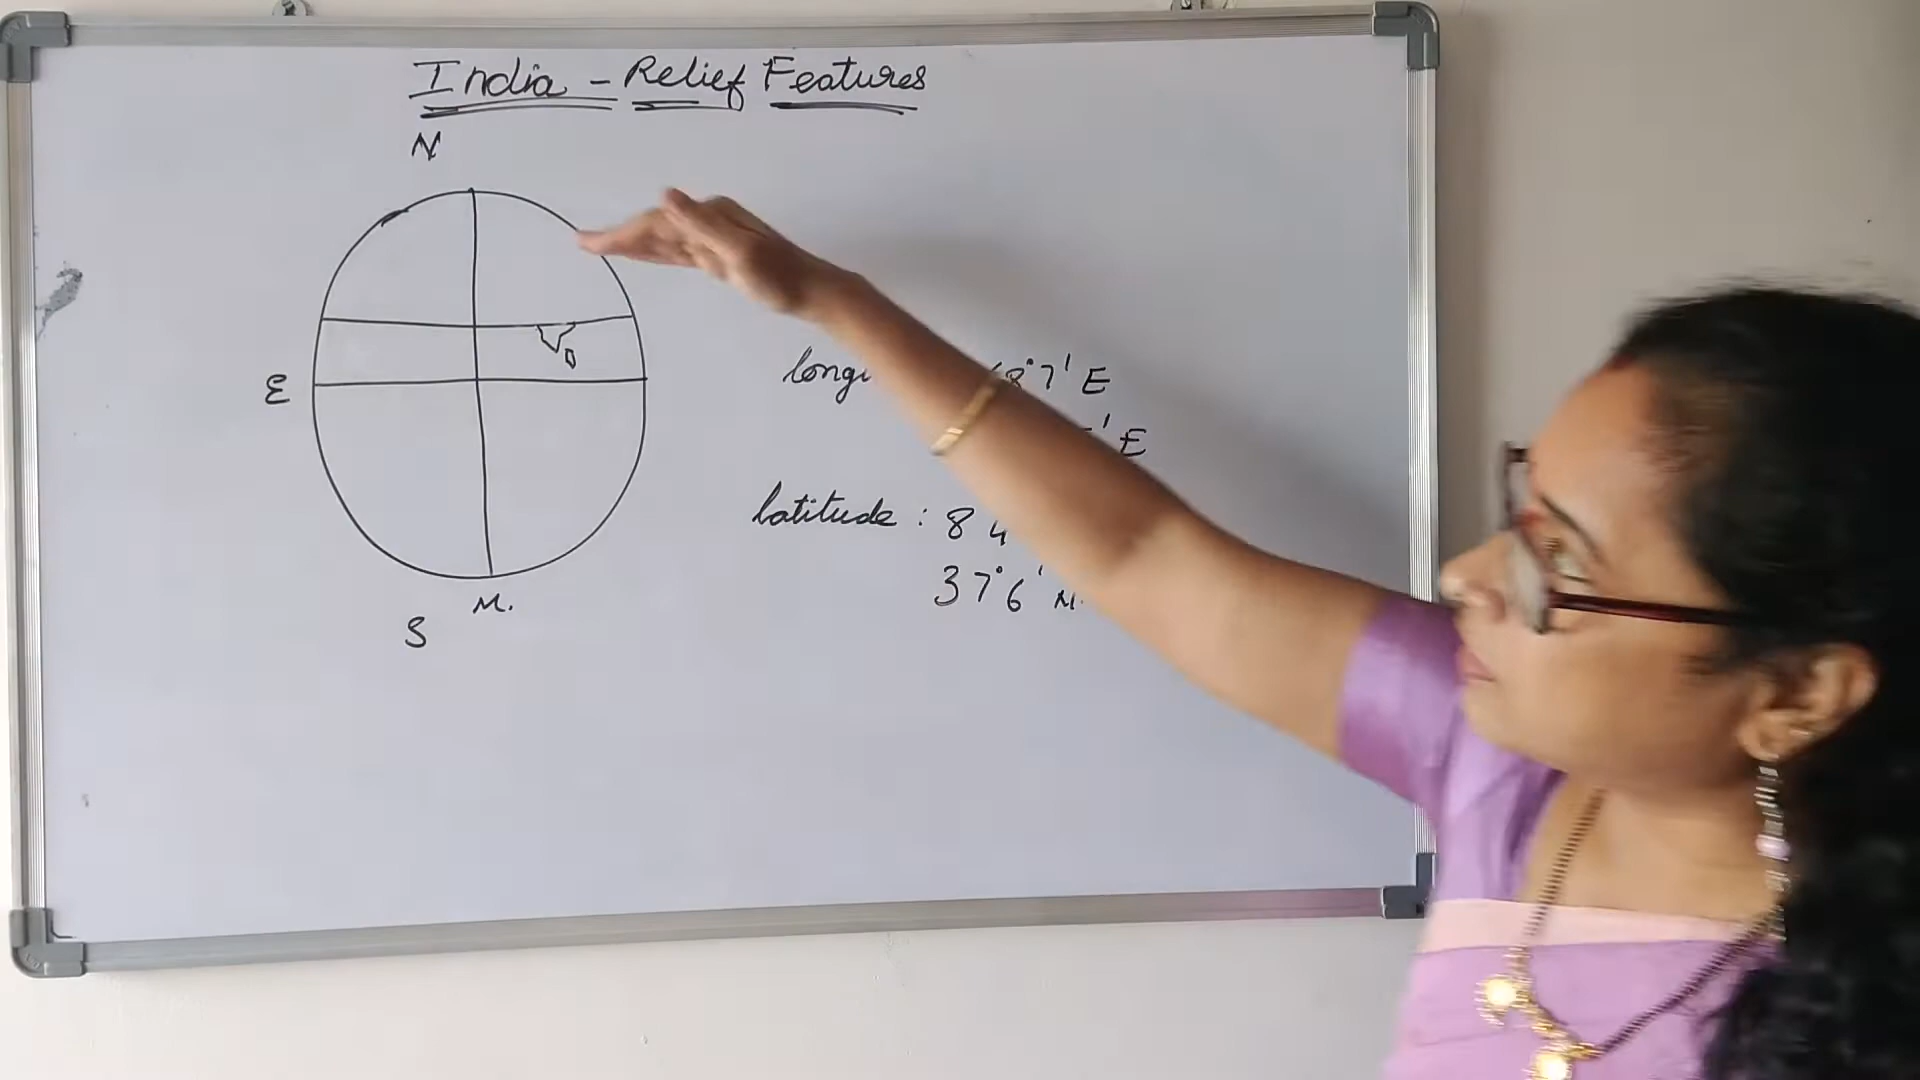 India - Relief Features
N
E
longi 8°7' E
' E
latitude : 8 4
37°6' N.
M.
S